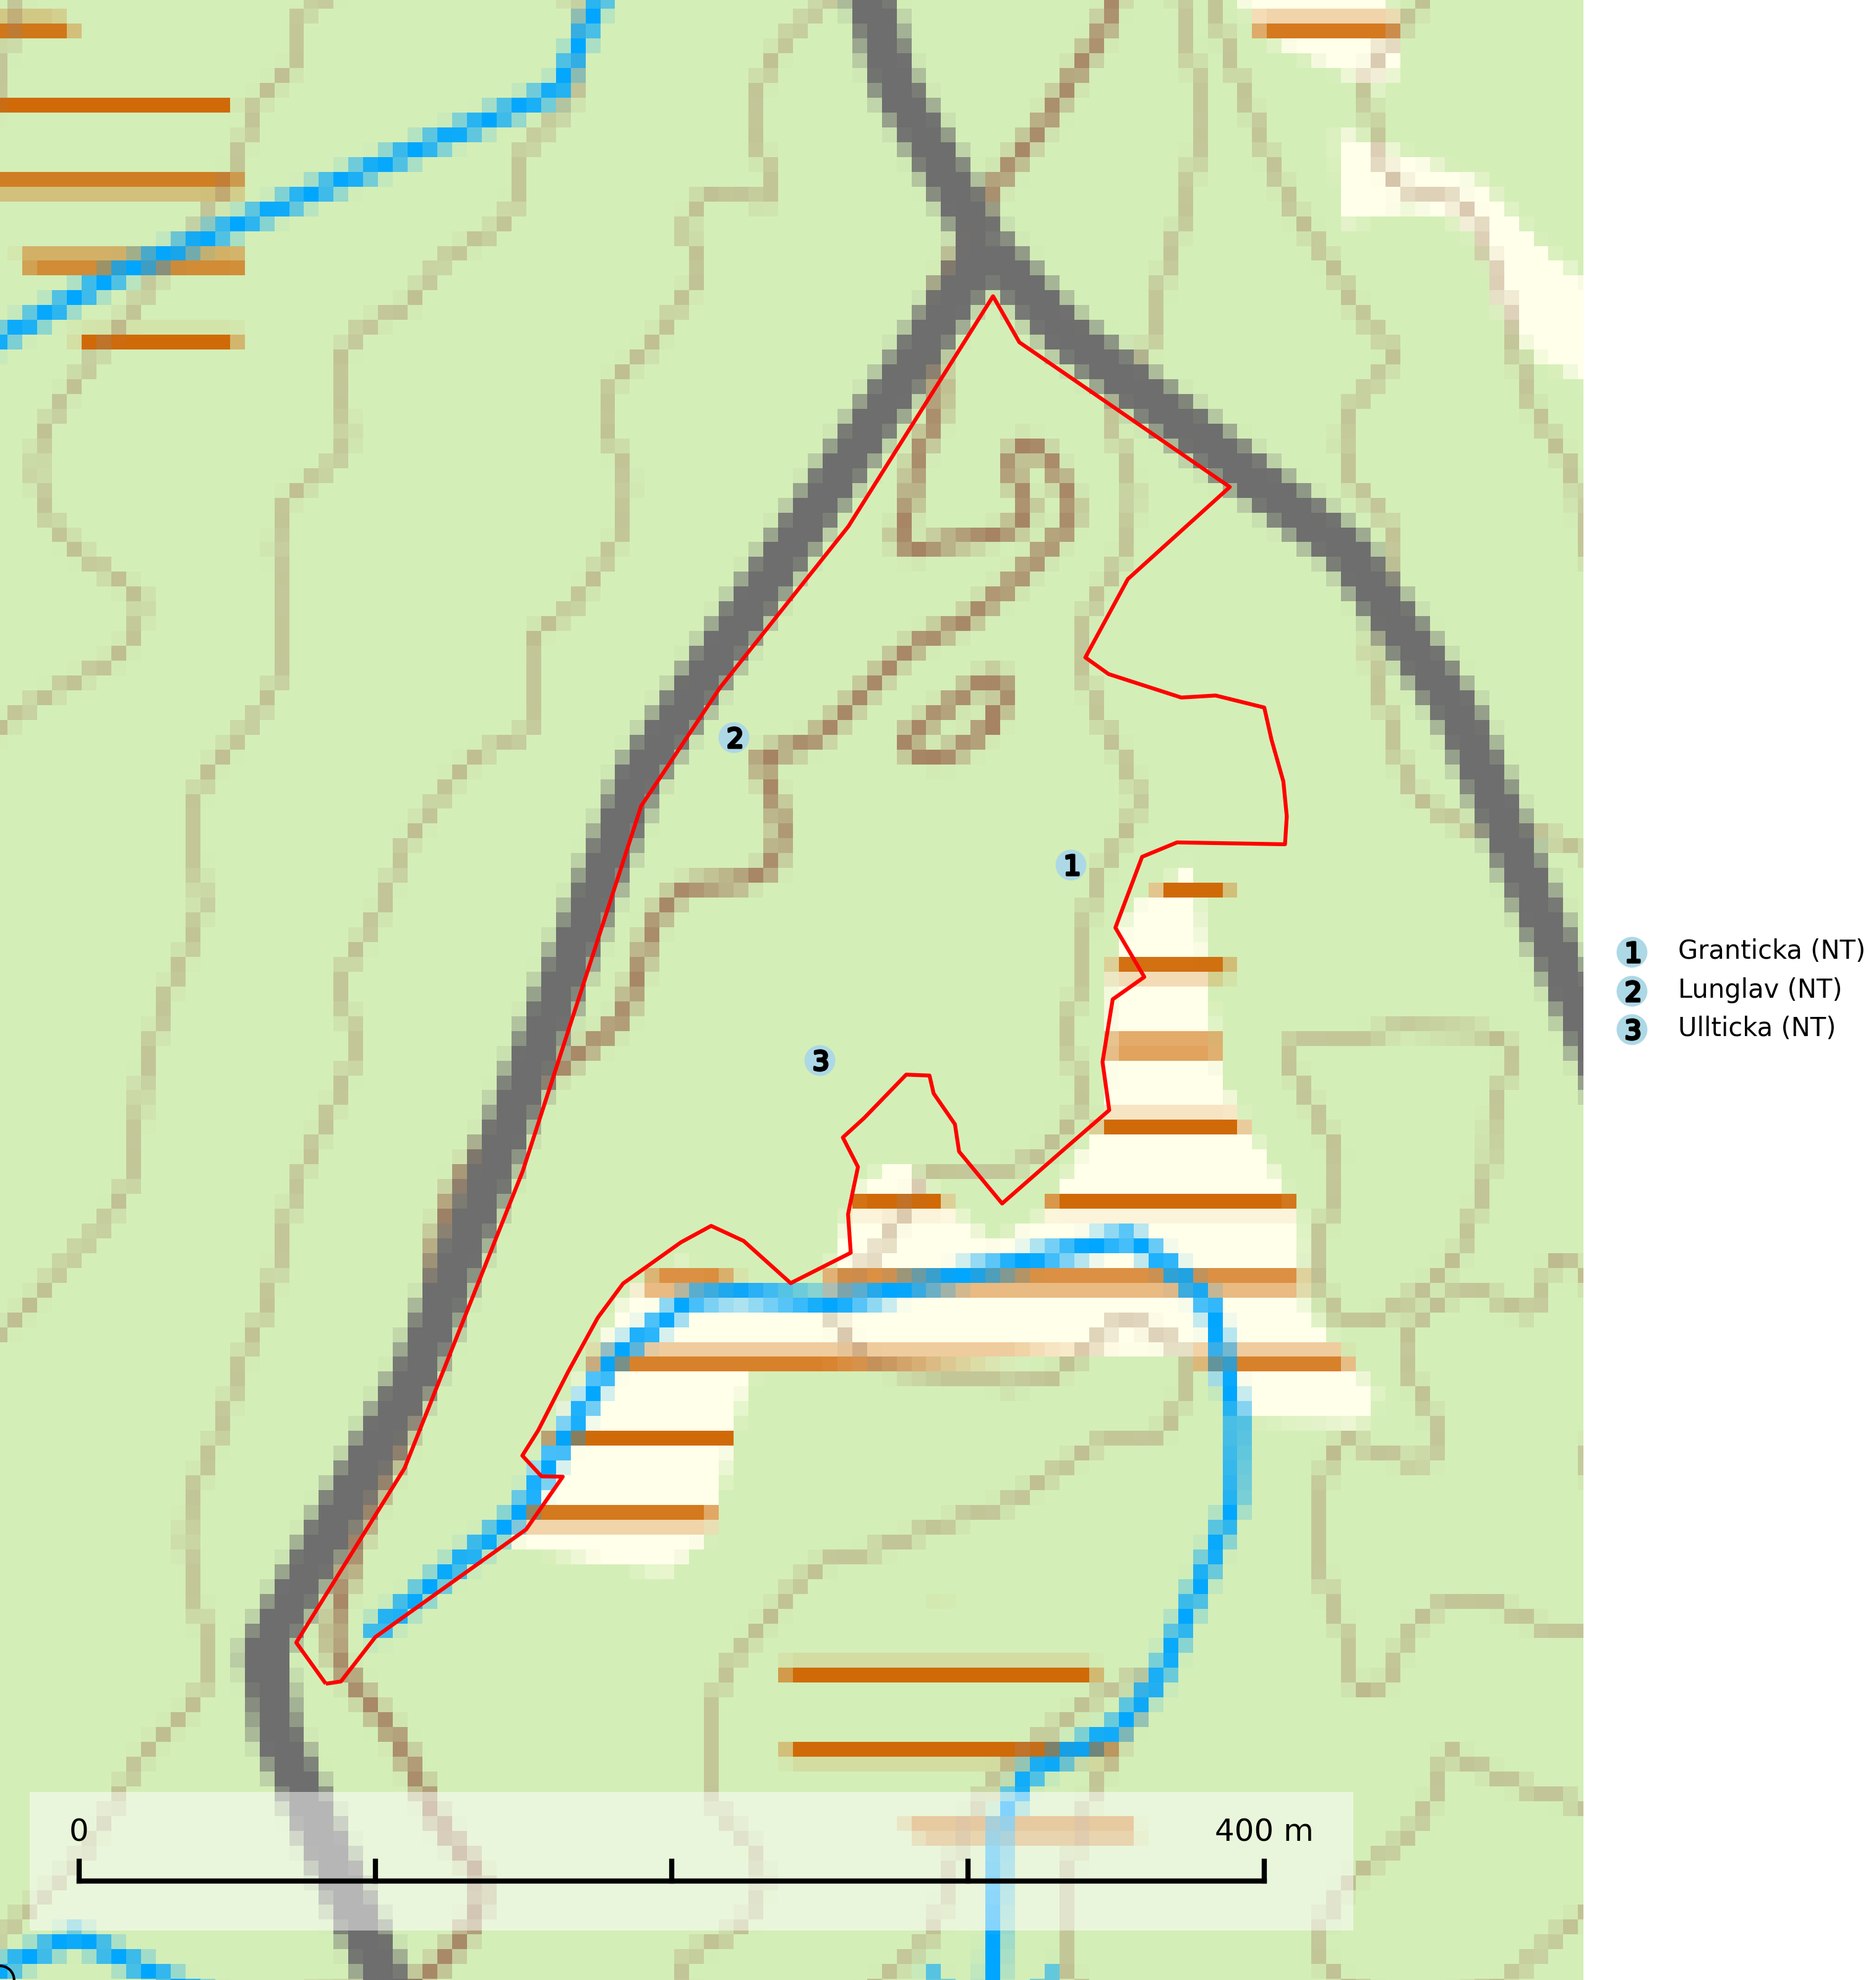 2
1
3
1 Granticka (NT)
2 Lunglav (NT)
3 Ullticka (NT)
0 400 m